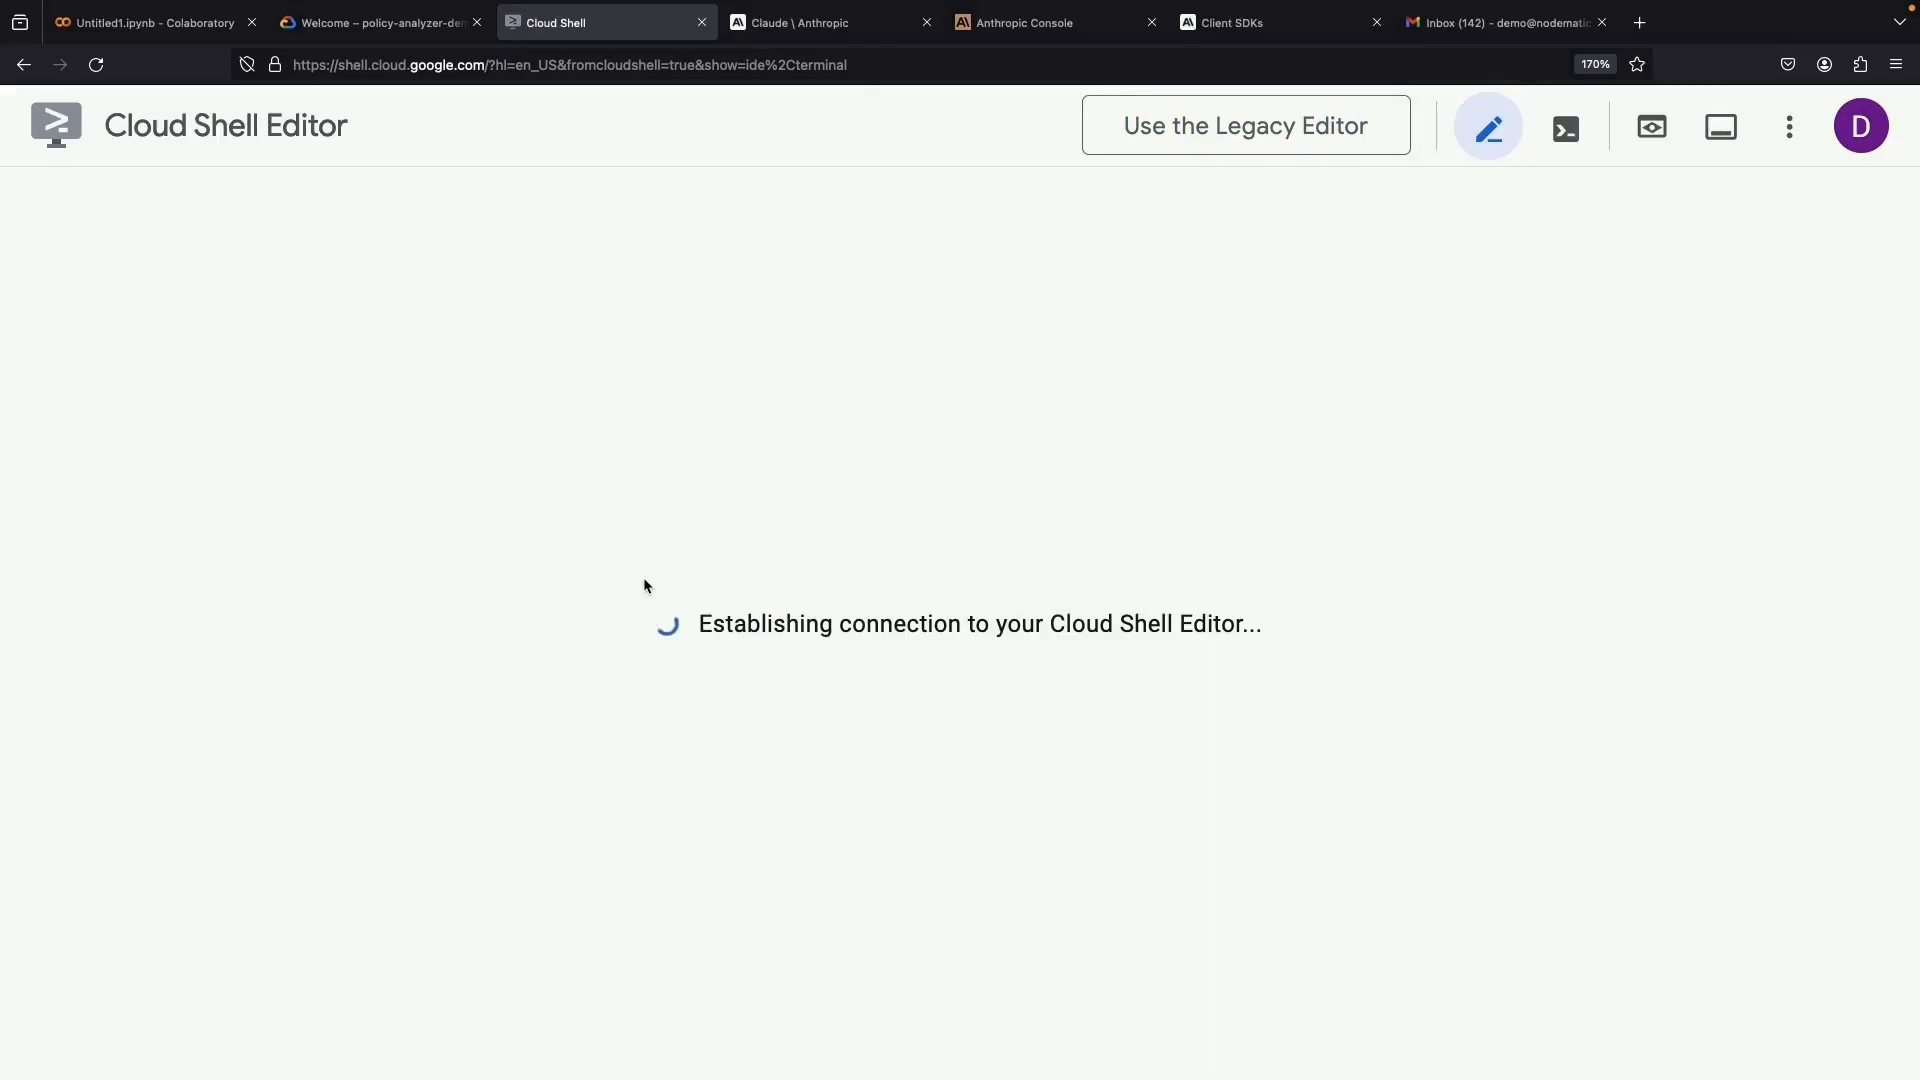 Untitled1.ipynb - Colaboratory
Welcome – policy-analyzer-den
Cloud Shell
Claude \ Anthropic
Anthropic Console
Client SDKs
Inbox (142) - demo@nodematic
https://shell.cloud.google.com/?hl=en_US&fromcloudshell=true&show=ide%2Cterminal
170%
Cloud Shell Editor
Use the Legacy Editor
D
Establishing connection to your Cloud Shell Editor...